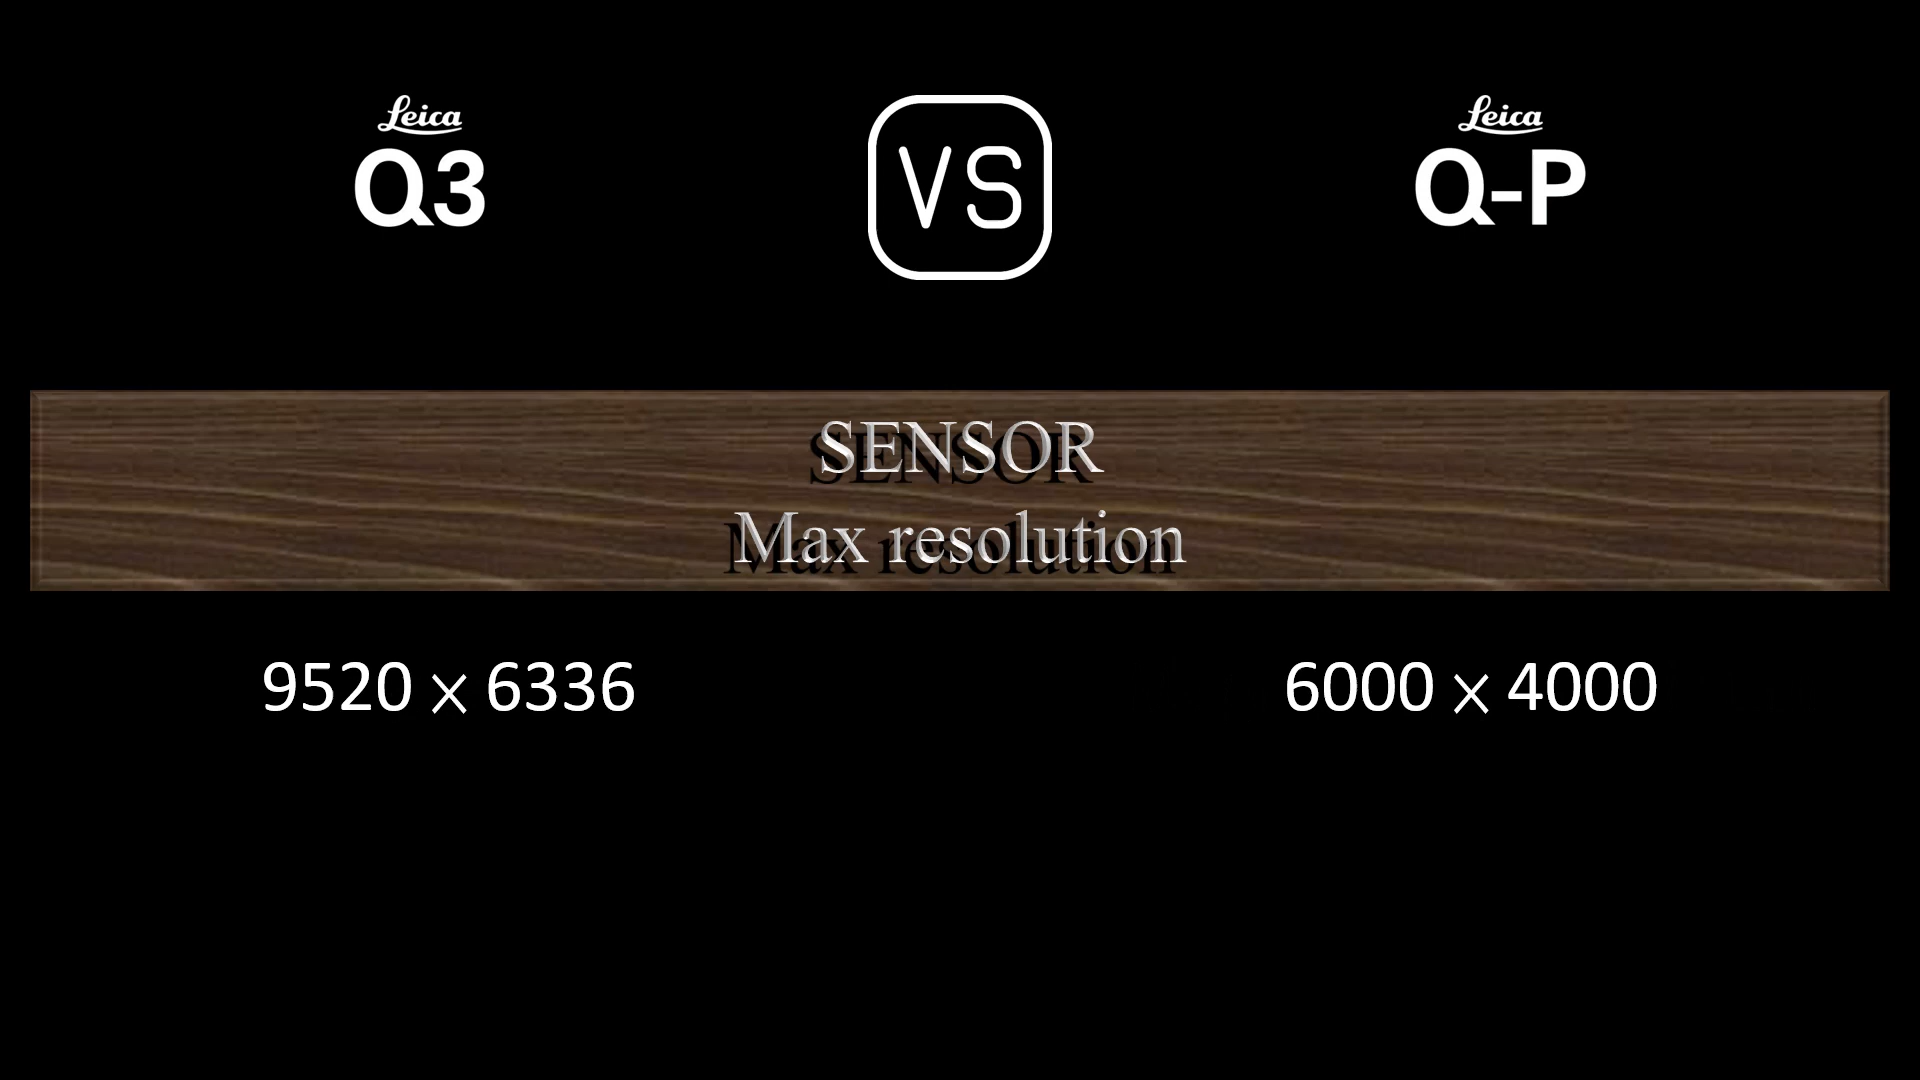 Leica
Q3
VS
Leica
Q-P
SENSOR
Max resolution
9520 x 6336
6000 x 4000